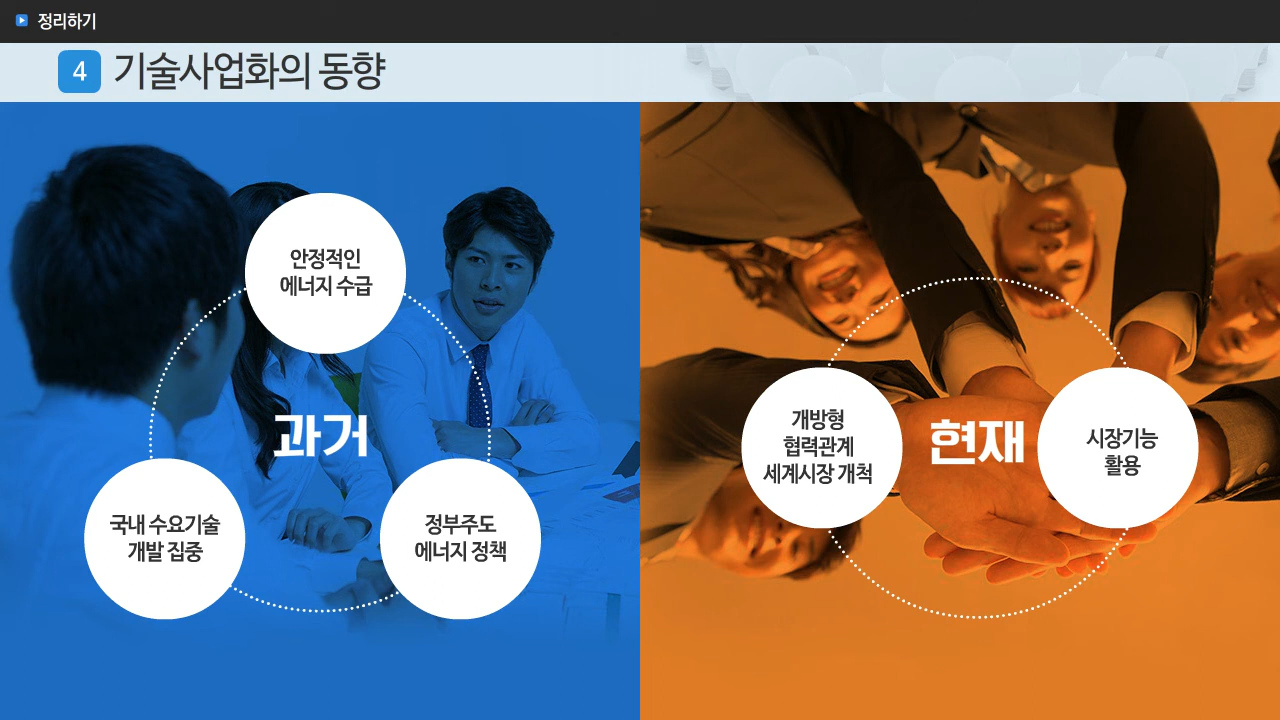 정리하기
4 기술사업화의 동향
안정적인
에너지 수급
과거
국내 수요기술
개발 집중
정부주도
에너지 정책
개방형
협력관계
세계시장 개척
현재
시장기능
활용